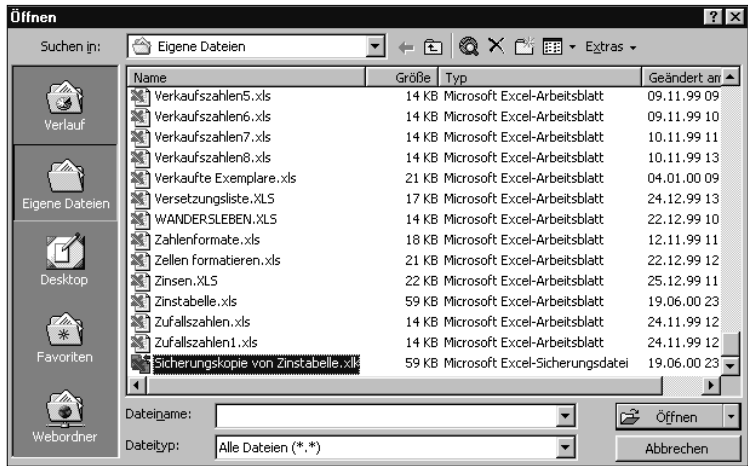 Öffnen
Suchen in: Eigene Dateien Extras
Name Größe Typ Geändert am
Verkaufszahlen5.xls 14 KB Microsoft Excel-Arbeitsblatt 09.11.99 09
Verkaufszahlen6.xls 14 KB Microsoft Excel-Arbeitsblatt 09.11.99 10
Verkaufszahlen7.xls 14 KB Microsoft Excel-Arbeitsblatt 10.11.99 11
Verkaufszahlen8.xls 14 KB Microsoft Excel-Arbeitsblatt 10.11.99 13
Verkaufte Exemplare.xls 21 KB Microsoft Excel-Arbeitsblatt 04.01.00 09
Versetzungsliste.XLS 17 KB Microsoft Excel-Arbeitsblatt 24.12.99 13
WANDERSLEBEN.XLS 14 KB Microsoft Excel-Arbeitsblatt 22.12.99 10
Zahlenformate.xls 18 KB Microsoft Excel-Arbeitsblatt 12.11.99 11
Zellen formatieren.xls 21 KB Microsoft Excel-Arbeitsblatt 22.12.99 12
Zinsen.XLS 22 KB Microsoft Excel-Arbeitsblatt 25.12.99 11
Zinstabelle.xls 59 KB Microsoft Excel-Arbeitsblatt 19.06.00 23
Zufallszahlen.xls 14 KB Microsoft Excel-Arbeitsblatt 24.11.99 12
Zufallszahlen1.xls 14 KB Microsoft Excel-Arbeitsblatt 24.11.99 12
Sicherungskopie von Zinstabelle.xlk 59 KB Microsoft Excel-Sicherungsdatei 19.06.00 23
Verlauf
Eigene Dateien
Desktop
Favoriten
Webordner
Dateiname: Öffnen
Dateityp: Alle Dateien (*.*) Abbrechen